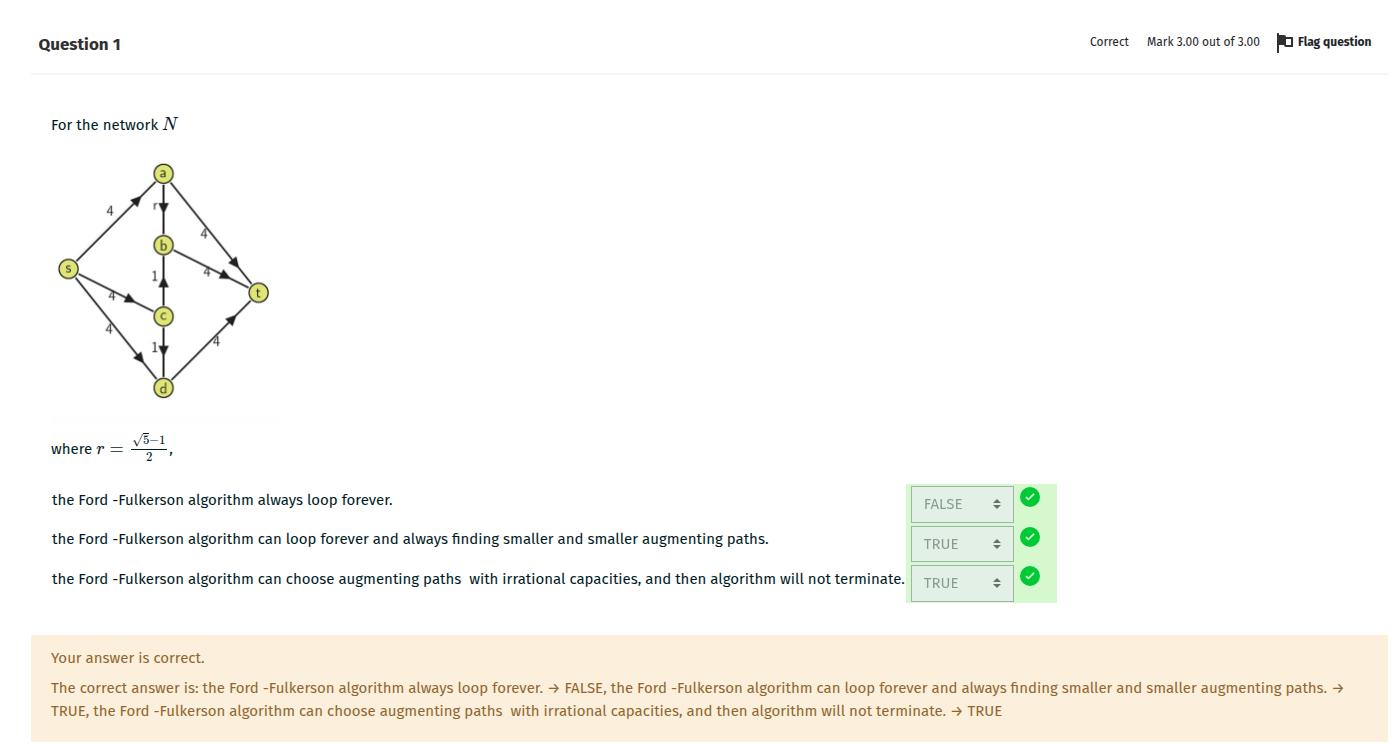 Question 1
Correct Mark 3.00 out of 3.00 Flag question
For the network N
a
4
r
4
b
s
1
4
4
t
c
4
1
4
d
where r = \frac{\sqrt{5}-1}{2},
the Ford -Fulkerson algorithm always loop forever. FALSE
the Ford -Fulkerson algorithm can loop forever and always finding smaller and smaller augmenting paths. TRUE
the Ford -Fulkerson algorithm can choose augmenting paths with irrational capacities, and then algorithm will not terminate. TRUE
Your answer is correct.
The correct answer is: the Ford -Fulkerson algorithm always loop forever. → FALSE, the Ford -Fulkerson algorithm can loop forever and always finding smaller and smaller augmenting paths. →
TRUE, the Ford -Fulkerson algorithm can choose augmenting paths with irrational capacities, and then algorithm will not terminate. → TRUE